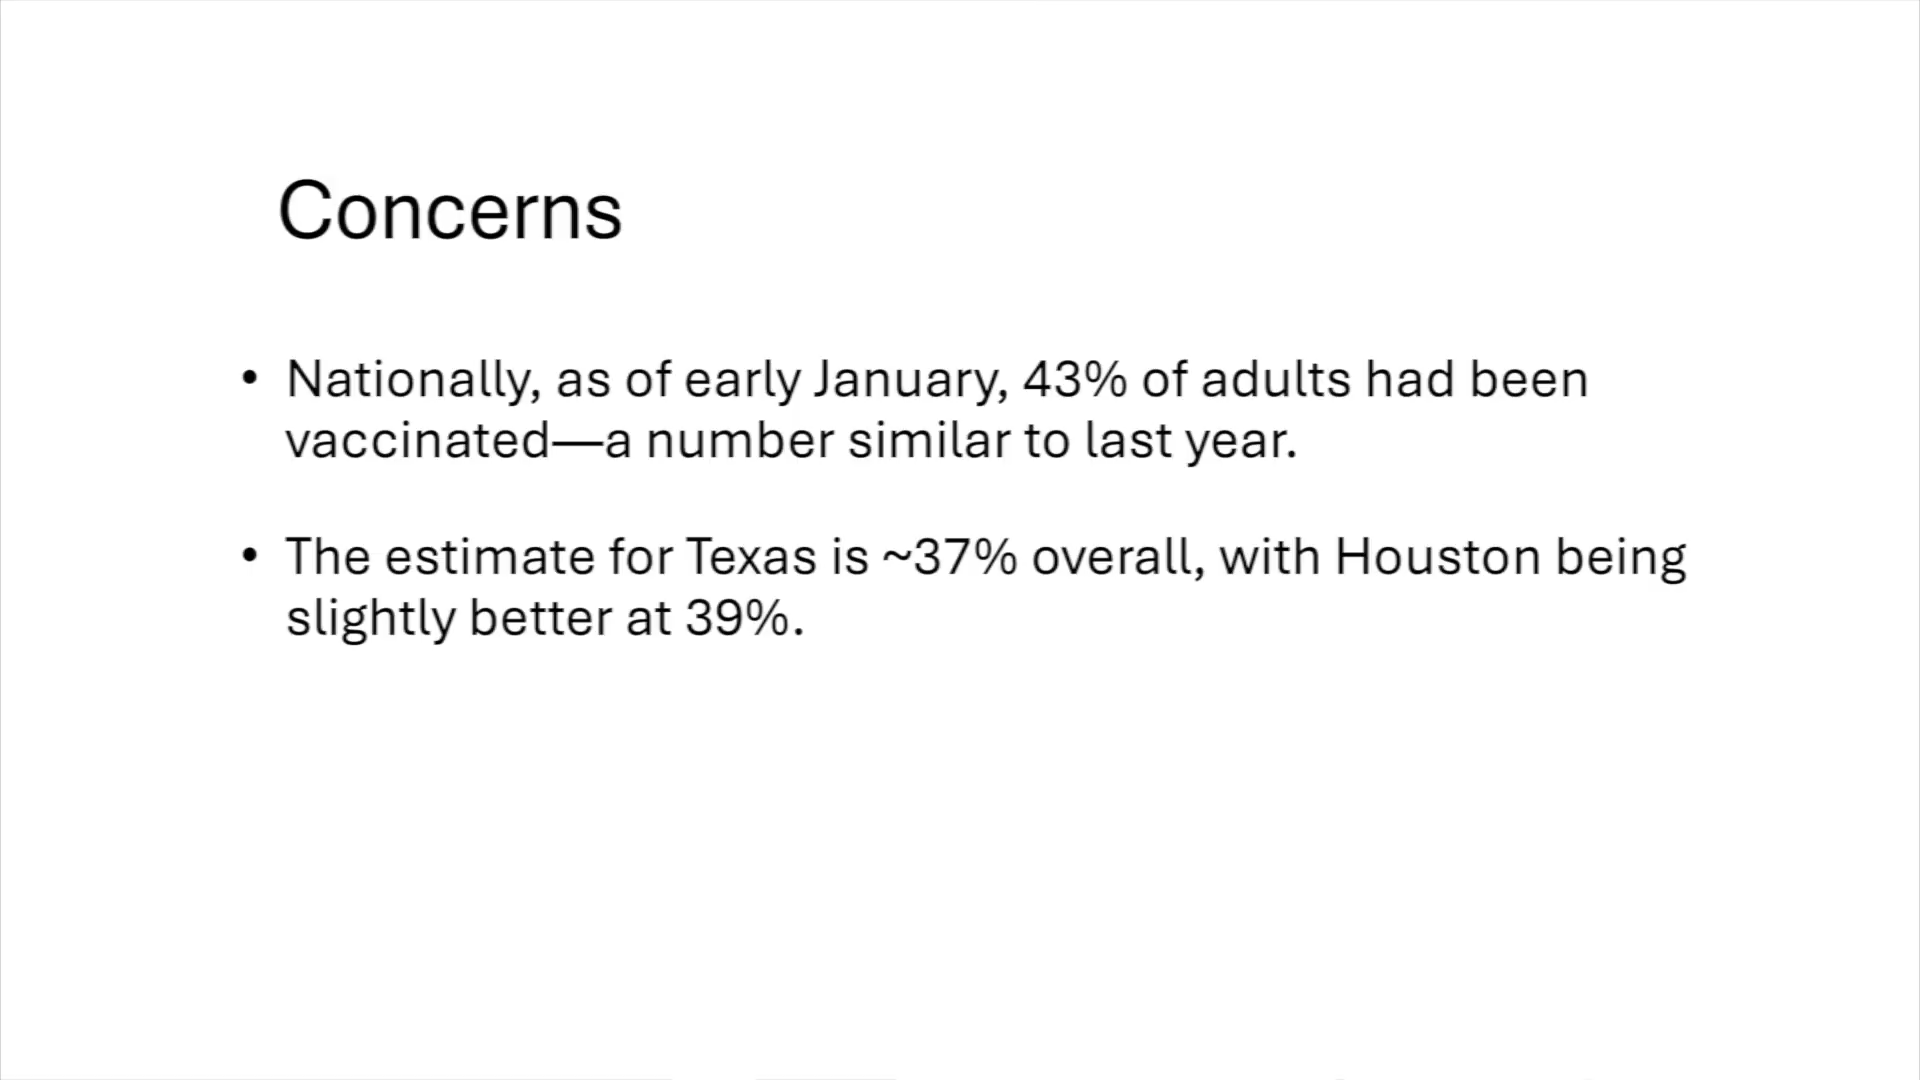 Concerns
• Nationally, as of early January, 43% of adults had been
vaccinated—a number similar to last year.
• The estimate for Texas is ~37% overall, with Houston being
slightly better at 39%.